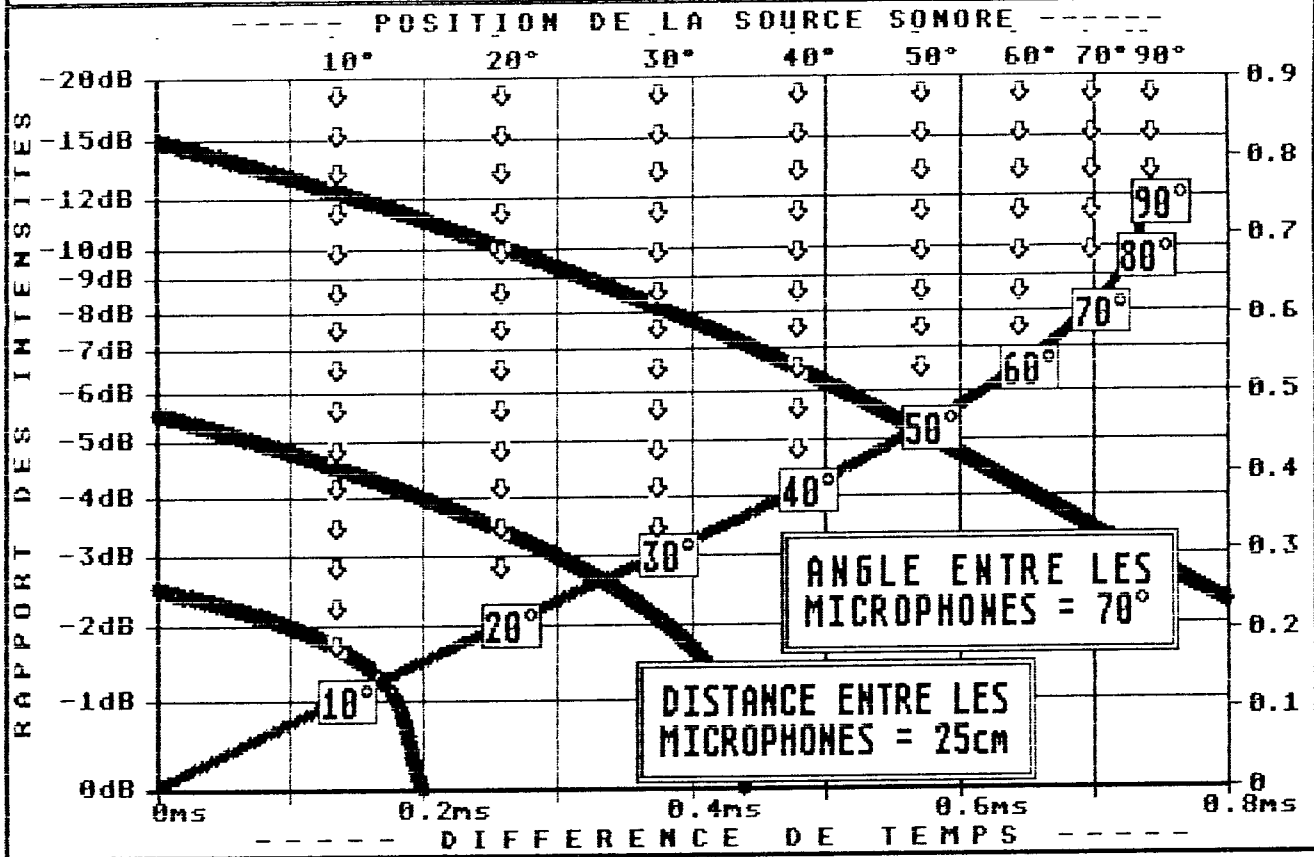 ----- POSITION DE LA SOURCE SONORE ------
10° 20° 30° 40° 50° 60° 70° 90°
-20dB
-15dB
-12dB
-10dB
-9dB
-8dB
-7dB
-6dB
-5dB
-4dB
-3dB
-2dB
-1dB
0dB
RAPPORT DES INTENSITES
0.9
0.8
0.7
0.6
0.5
0.4
0.3
0.2
0.1
0
90°
80°
70°
60°
50°
40°
30°
20°
10°
ANGLE ENTRE LES
MICROPHONES = 70°
DISTANCE ENTRE LES
MICROPHONES = 25cm
0ms 0.2ms 0.4ms 0.6ms 0.8ms
----- DIFFERENCE DE TEMPS -----